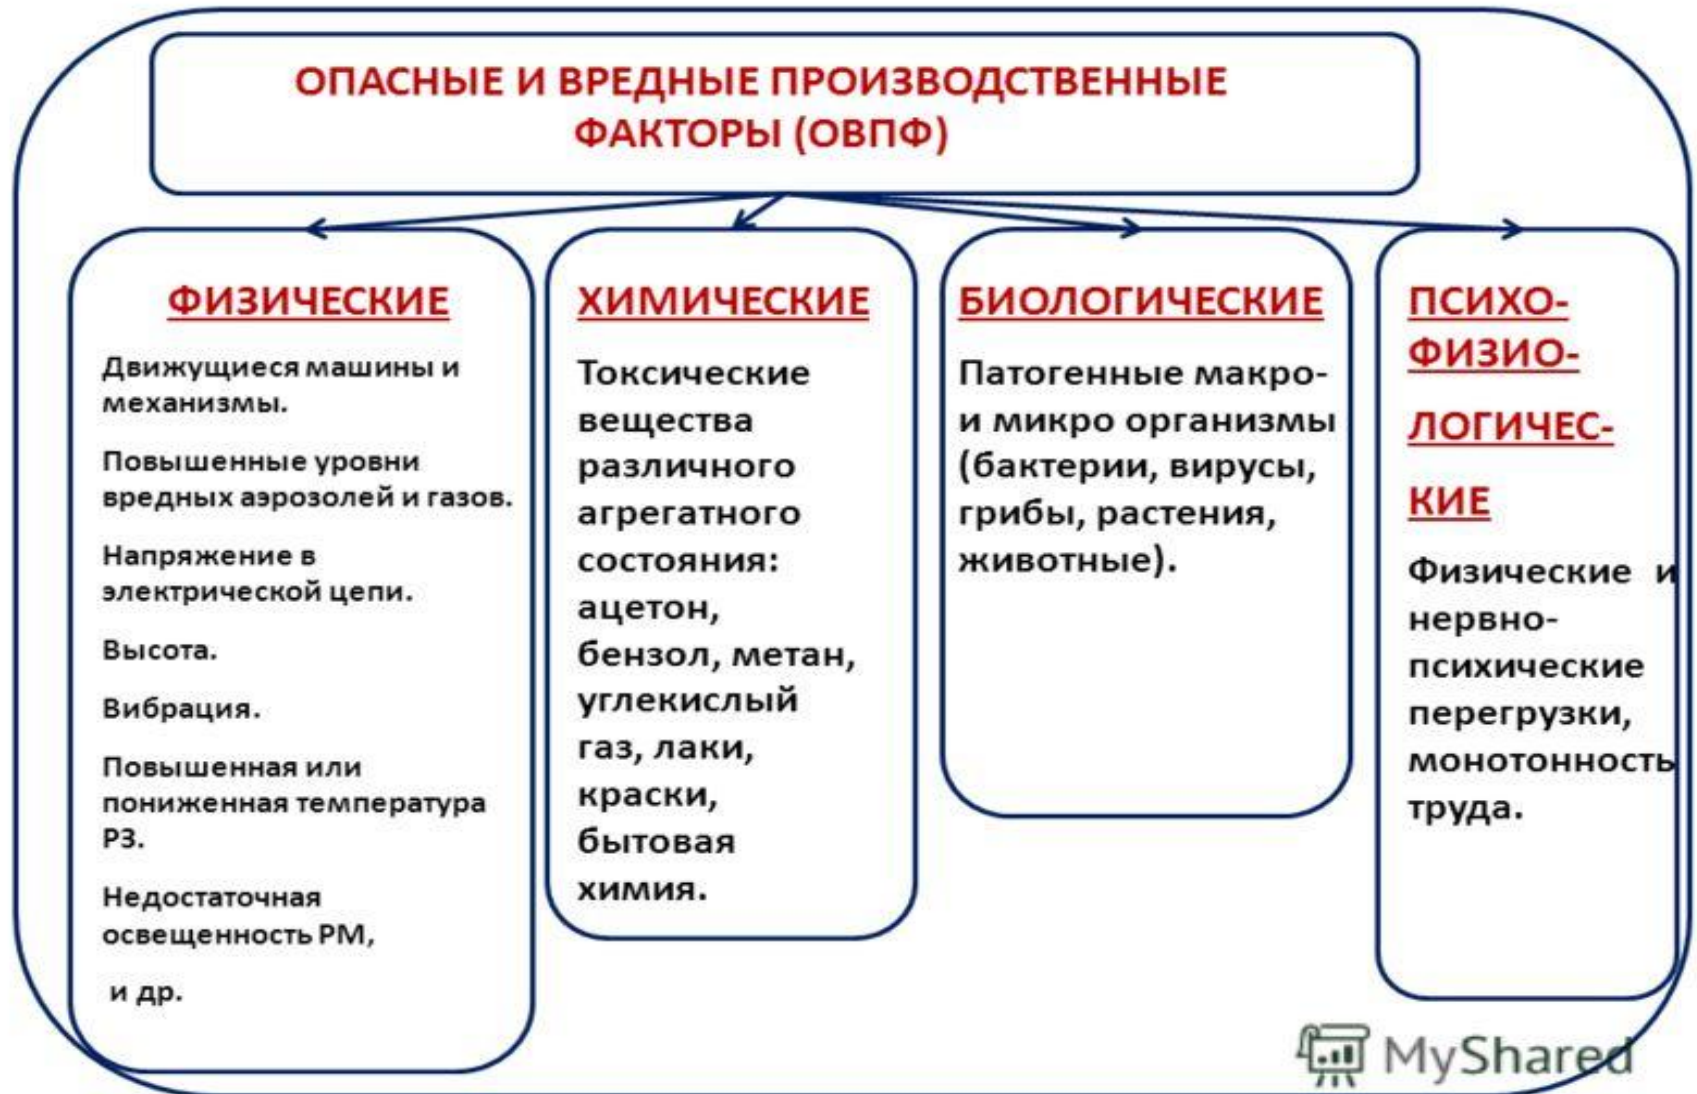 ОПАСНЫЕ И ВРЕДНЫЕ ПРОИЗВОДСТВЕННЫЕ
ФАКТОРЫ (ОВПФ)
ФИЗИЧЕСКИЕ
Движущиеся машины и
механизмы.
Повышенные уровни
вредных аэрозолей и газов.
Напряжение в
электрической цепи.
Высота.
Вибрация.
Повышенная или
пониженная температура
РЗ.
Недостаточная
освещенность РМ,
и др.
ХИМИЧЕСКИЕ
Токсические
вещества
различного
агрегатного
состояния:
ацетон,
бензол, метан,
углекислый
газ, лаки,
краски,
бытовая
химия.
БИОЛОГИЧЕСКИЕ
Патогенные макро-
и микро организмы
(бактерии, вирусы,
грибы, растения,
животные).
ПСИХО-
ФИЗИО-
ЛОГИЧЕС-
КИЕ
Физические и
нервно-
психические
перегрузки,
монотонность
труда.
MyShared